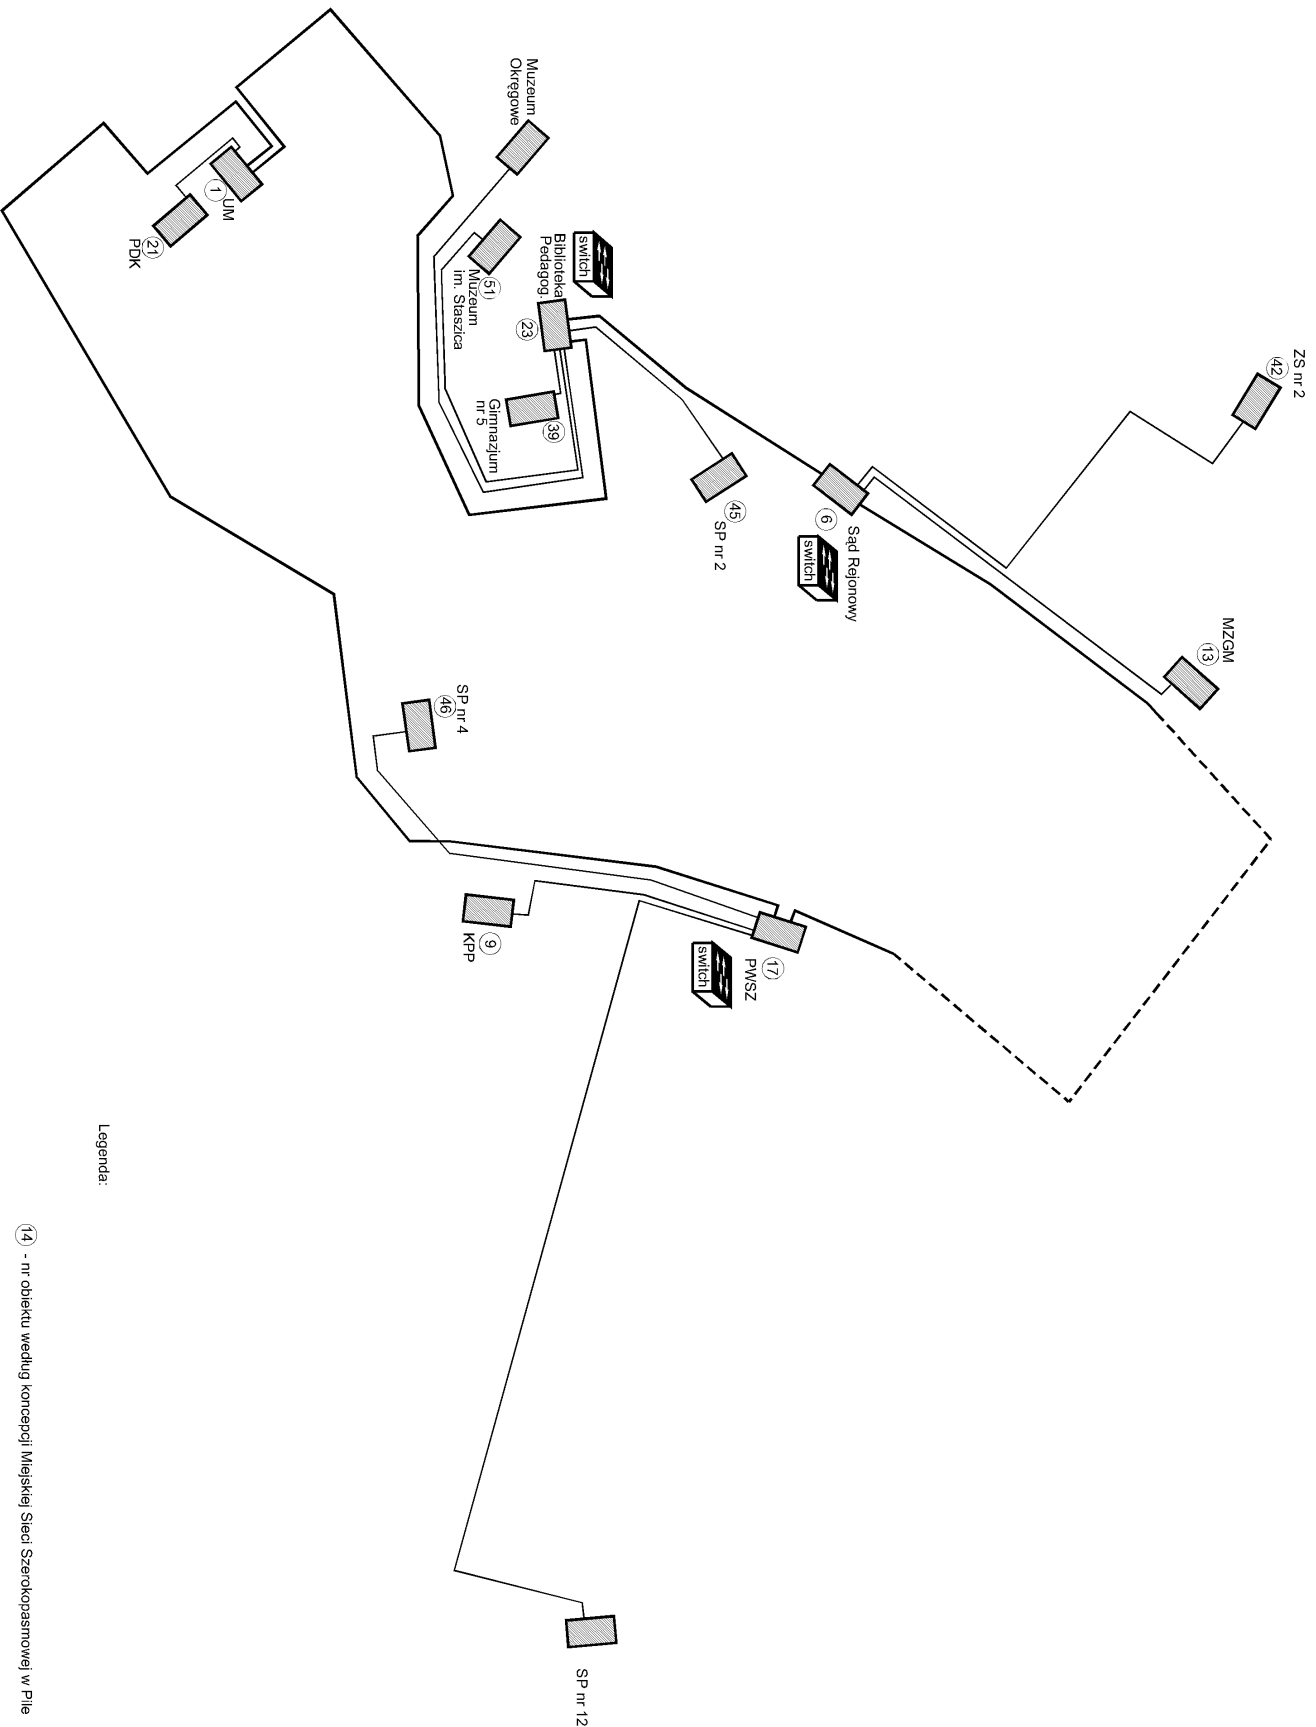 ZS nr 2
42
MZGM
13
Sąd Rejonowy
6
switch
SP nr 2
45
17
PWSZ
switch
switch
Biblioteka
Pedagog.
23
39
Gimnazjum
nr 5
Muzeum
Okręgowe
51
Muzeum
im. Staszica
SP nr 4
46
9
KPP
SP nr 12
UM
1
21
PDK
Legenda:
14 - nr obiektu według koncepcji Miejskiej Sieci Szerokopasmowej w Pile